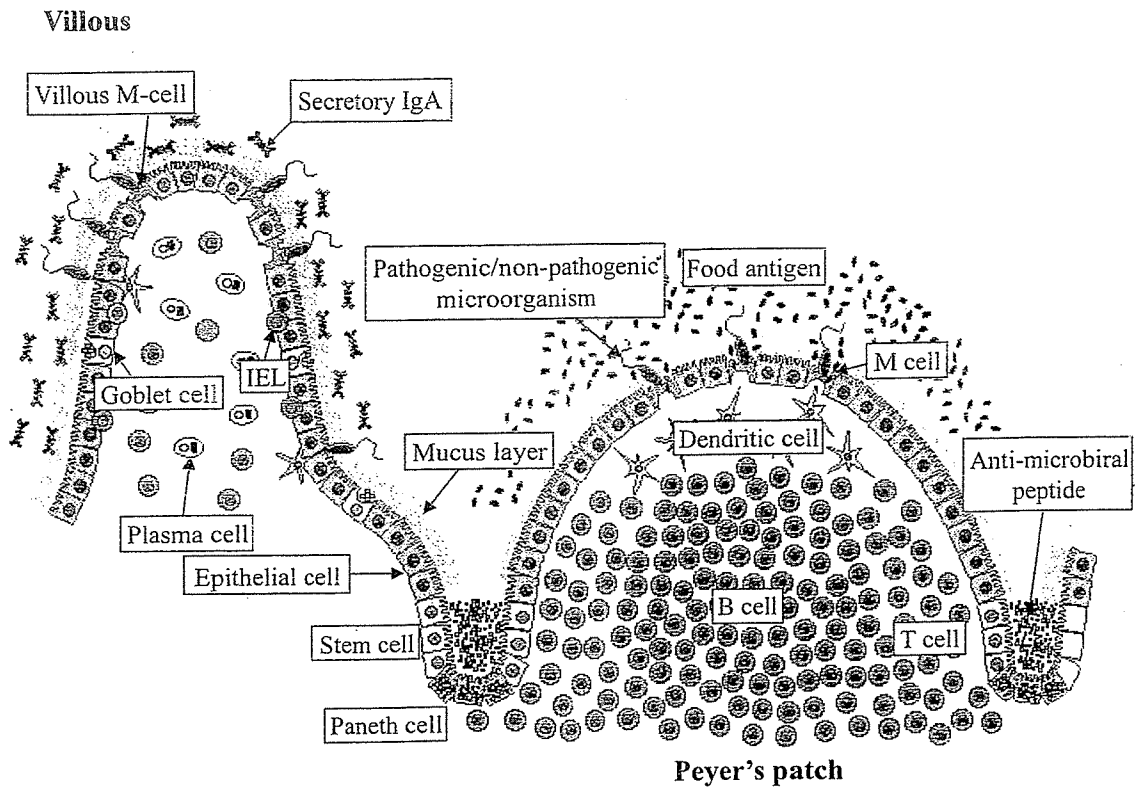 Villous
Villous M-cell
Secretory IgA
Pathogenic/non-pathogenic
microorganism
Food antigen
M cell
Goblet cell
IEL
Mucus layer
Dendritic cell
Anti-microbiral
peptide
Plasma cell
Epithelial cell
B cell
Stem cell
T cell
Paneth cell
Peyer's patch